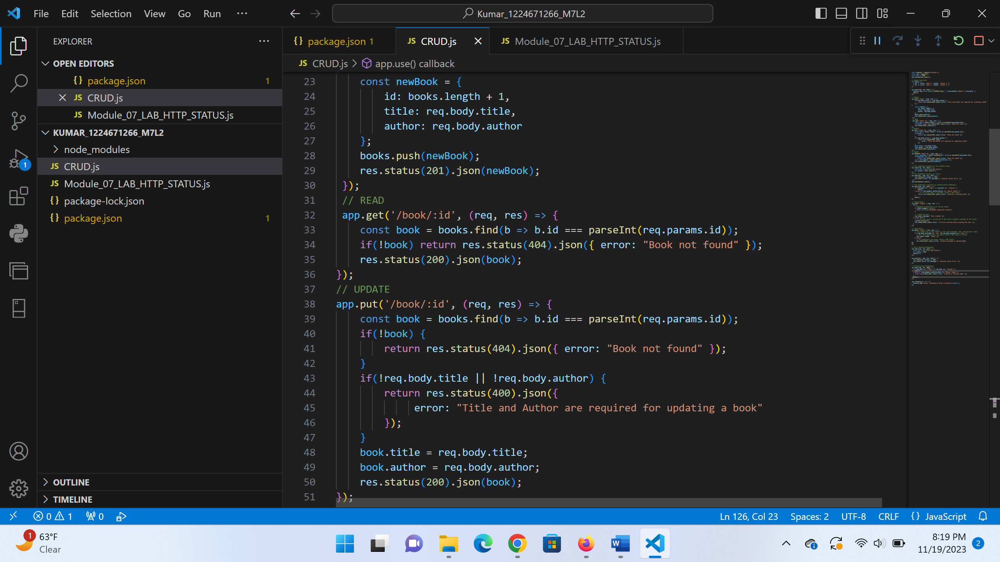 File Edit Selection View Go Run ...
Kumar_1224671266_M7L2
EXPLORER
OPEN EDITORS
{} package.json 1
JS CRUD.js
JS Module_07_LAB_HTTP_STATUS.js
KUMAR_1224671266_M7L2
node_modules
JS CRUD.js
JS Module_07_LAB_HTTP_STATUS.js
{} package-lock.json
{} package.json 1
1
OUTLINE
TIMELINE
{} package.json 1 JS CRUD.js JS Module_07_LAB_HTTP_STATUS.js
JS CRUD.js > app.use() callback
23 const newBook = {
24 id: books.length + 1,
25 title: req.body.title,
26 author: req.body.author
27 };
28 books.push(newBook);
29 res.status(201).json(newBook);
30 });
31 // READ
32 app.get('/book/:id', (req, res) => {
33 const book = books.find(b => b.id === parseInt(req.params.id));
34 if(!book) return res.status(404).json({ error: "Book not found" });
35 res.status(200).json(book);
36 });
37 // UPDATE
38 app.put('/book/:id', (req, res) => {
39 const book = books.find(b => b.id === parseInt(req.params.id));
40 if(!book) {
41 return res.status(404).json({ error: "Book not found" });
42 }
43 if(!req.body.title || !req.body.author) {
44 return res.status(400).json({
45 error: "Title and Author are required for updating a book"
46 });
47 }
48 book.title = req.body.title;
49 book.author = req.body.author;
50 res.status(200).json(book);
51 });
0 1 0 Ln 126, Col 23 Spaces: 2 UTF-8 CRLF {} JavaScript
1 63°F
Clear
W
8:19 PM
11/19/2023
2